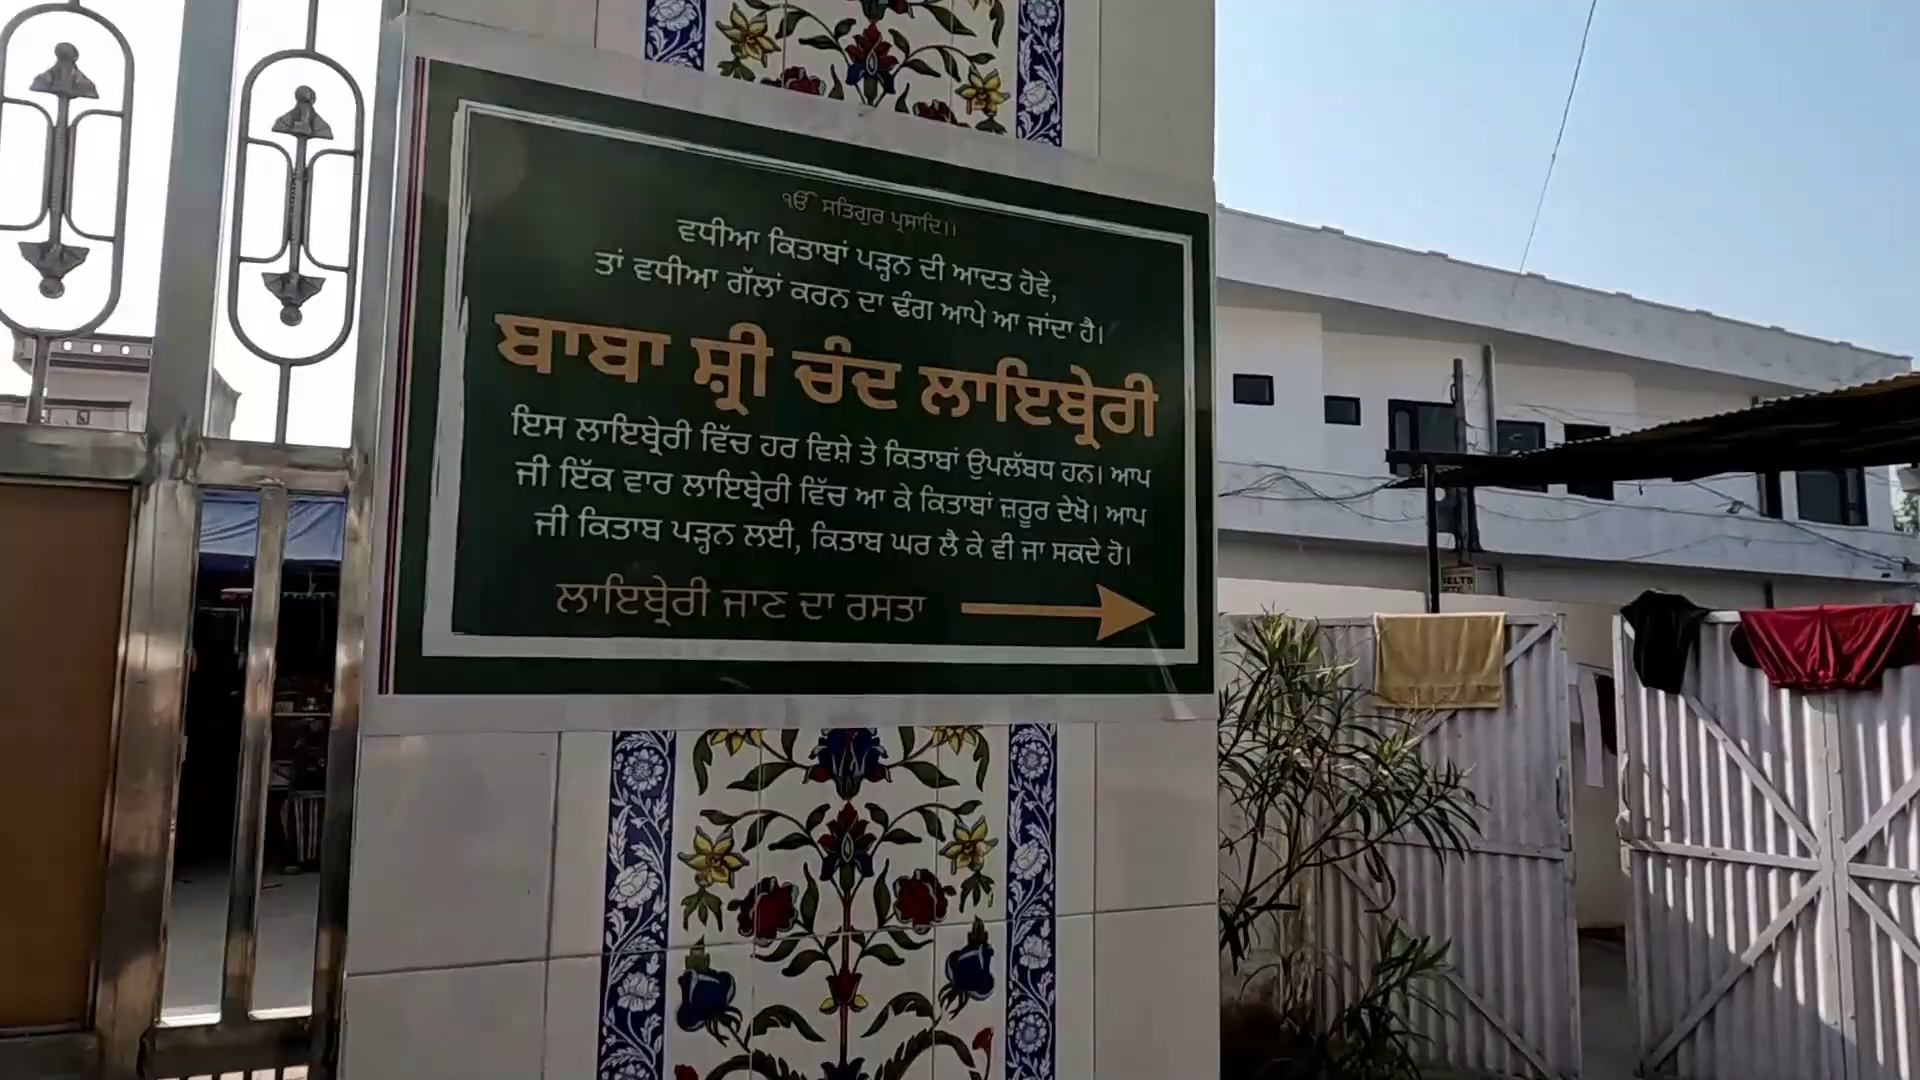 ੴ ਸਤਿਗੁਰ ਪ੍ਰਸਾਦਿ।।
ਵਧੀਆ ਕਿਤਾਬਾਂ ਪੜ੍ਹਨ ਦੀ ਆਦਤ ਹੋਵੇ,
ਤਾਂ ਵਧੀਆ ਗੱਲਾਂ ਕਰਨ ਦਾ ਢੰਗ ਆਪੇ ਆ ਜਾਂਦਾ ਹੈ।
ਬਾਬਾ ਸ਼੍ਰੀ ਚੰਦ ਲਾਇਬ੍ਰੇਰੀ
ਇਸ ਲਾਇਬ੍ਰੇਰੀ ਵਿੱਚ ਹਰ ਵਿਸ਼ੇ ਤੇ ਕਿਤਾਬਾਂ ਉਪਲੱਬਧ ਹਨ। ਆਪ
ਜੀ ਇੱਕ ਵਾਰ ਲਾਇਬ੍ਰੇਰੀ ਵਿੱਚ ਆ ਕੇ ਕਿਤਾਬਾਂ ਜ਼ਰੂਰ ਦੇਖੋ। ਆਪ
ਜੀ ਕਿਤਾਬ ਪੜ੍ਹਨ ਲਈ, ਕਿਤਾਬ ਘਰ ਲੈ ਕੇ ਵੀ ਜਾ ਸਕਦੇ ਹੋ।
ਲਾਇਬ੍ਰੇਰੀ ਜਾਣ ਦਾ ਰਸਤਾ
IELTS